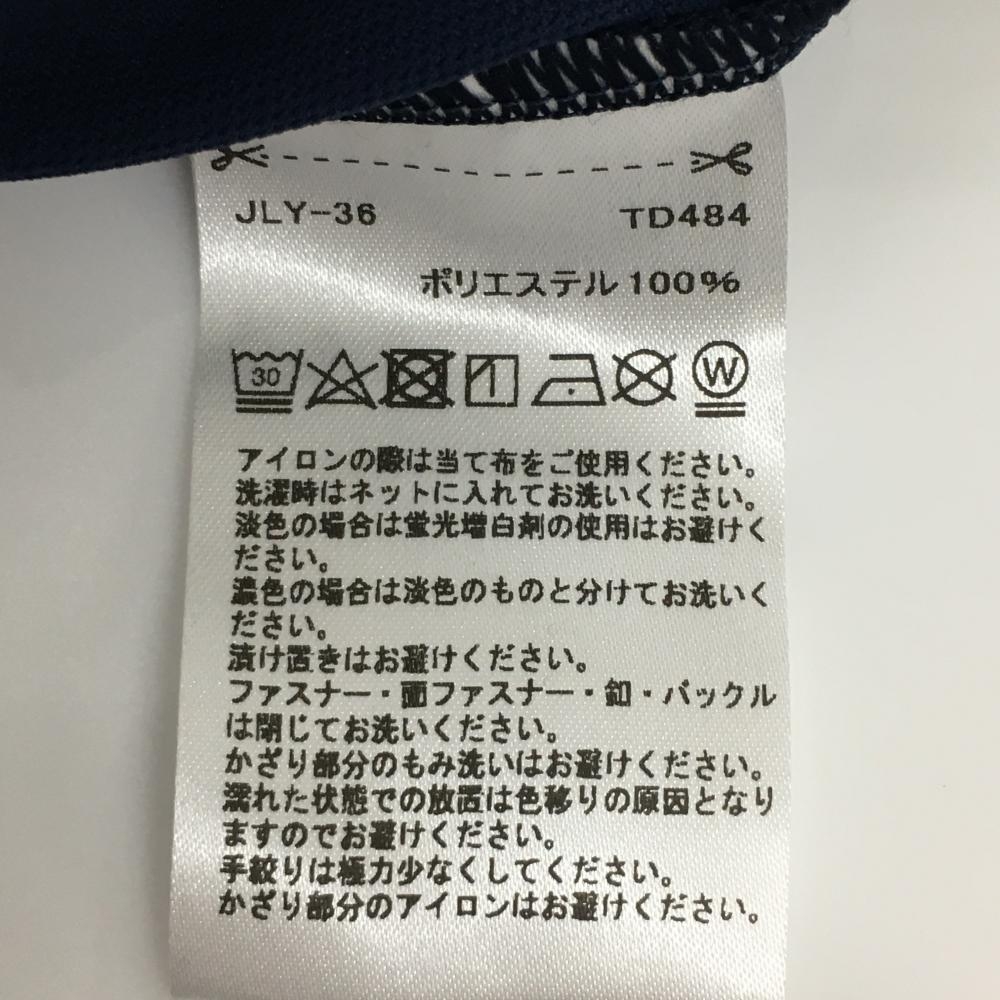 JLY-36 TD484
ポリエステル 100%
30 W
アイロンの際は当て布をご使用ください。
洗濯時はネットに入れてお洗いください。
淡色の場合は蛍光増白剤の使用はお避けく
ださい。
濃色の場合は淡色のものと分けてお洗いく
ださい。
漬け置きはお避けください。
ファスナー・面ファスナー・釦・バックル
は閉じてお洗いください。
かざり部分のもみ洗いはお避けください。
濡れた状態での放置は色移りの原因となり
ますのでお避けください。
手絞りは極力少なくしてください。
かざり部分のアイロンはお避けください。